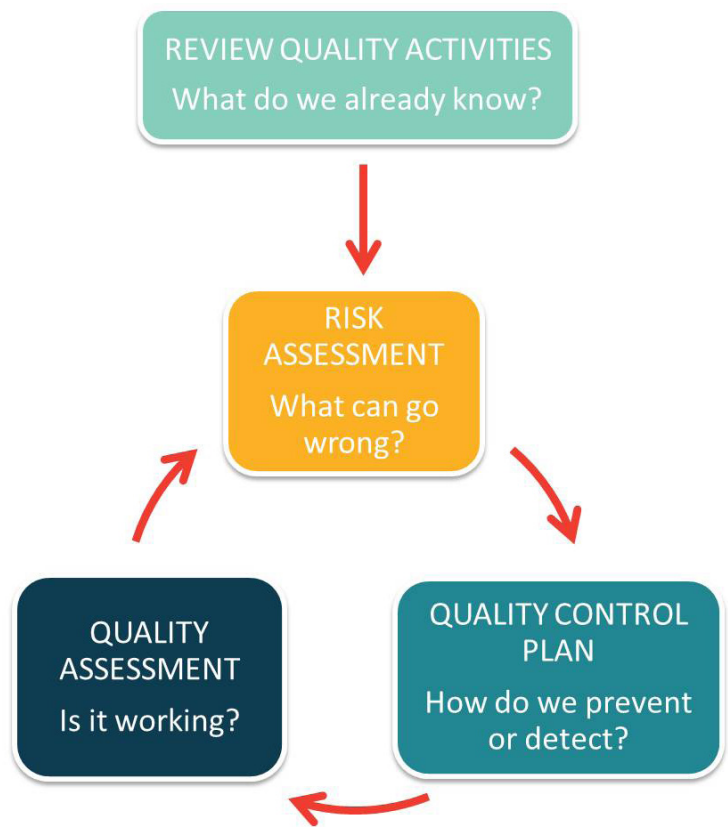 REVIEW QUALITY ACTIVITIES
What do we already know?
RISK
ASSESSMENT
What can go
wrong?
QUALITY
ASSESSMENT
Is it working?
QUALITY CONTROL
PLAN
How do we prevent
or detect?